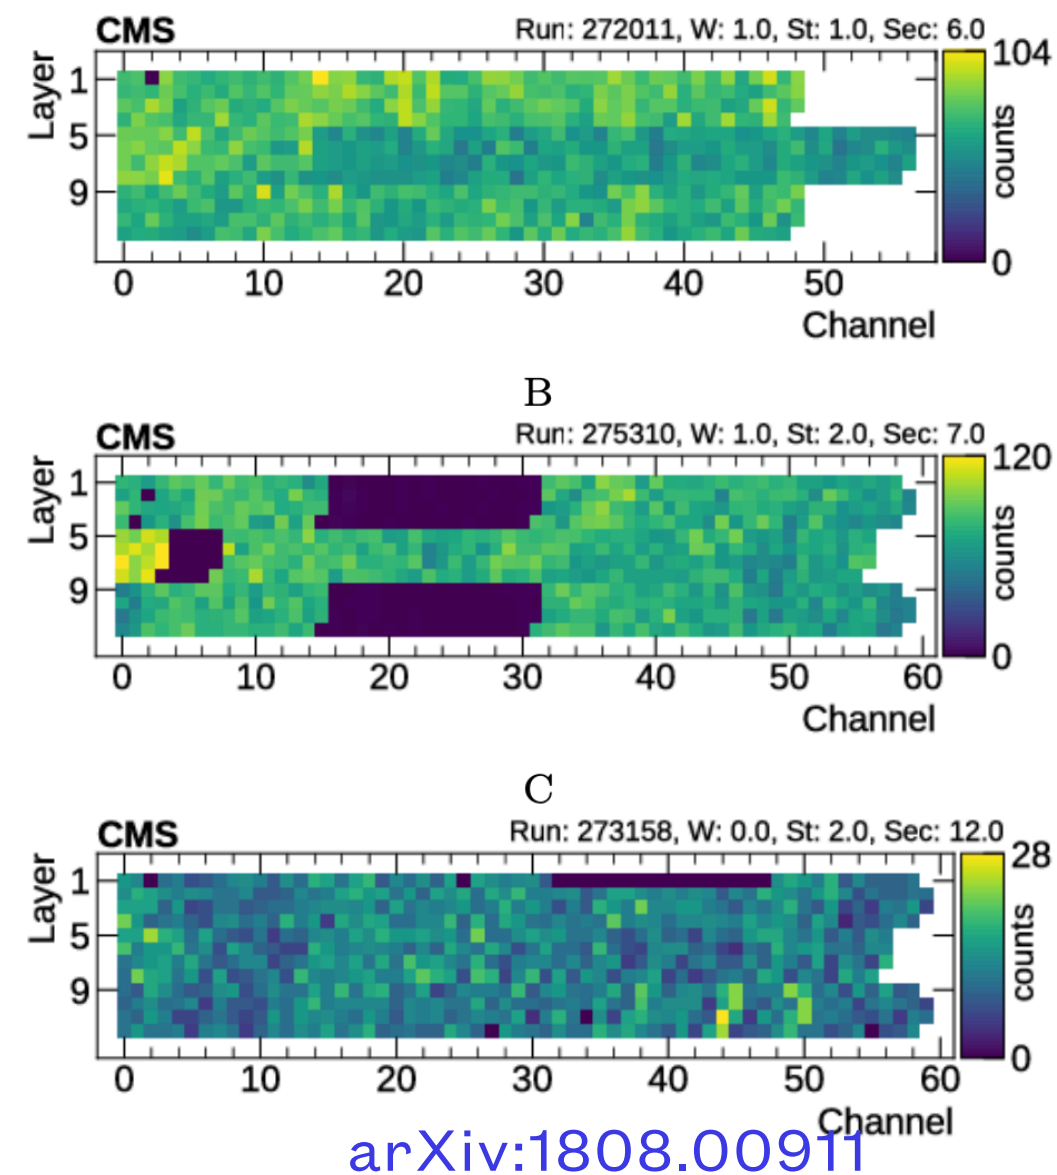 CMS Run: 272011, W: 1.0, St: 1.0, Sec: 6.0
Layer
1
5
9
104
counts
0
0 10 20 30 40 50
Channel
B
CMS Run: 275310, W: 1.0, St: 2.0, Sec: 7.0
Layer
1
5
9
120
counts
0
0 10 20 30 40 50 60
Channel
C
CMS Run: 273158, W: 0.0, St: 2.0, Sec: 12.0
Layer
1
5
9
28
counts
0
0 10 20 30 40 50 60
Channel
arXiv:1808.00911